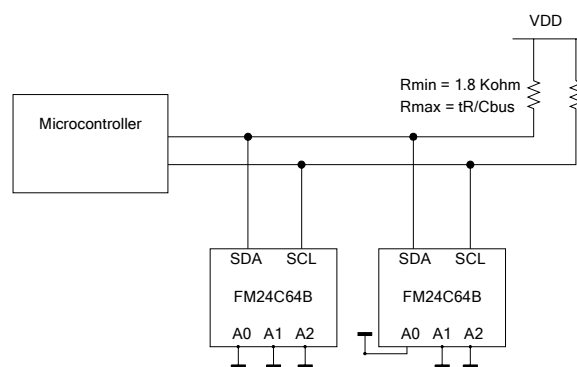 VDD
Rmin = 1.8 Kohm
Rmax = tR/Cbus
Microcontroller
SDA SCL
FM24C64B
A0 A1 A2
SDA SCL
FM24C64B
A0 A1 A2